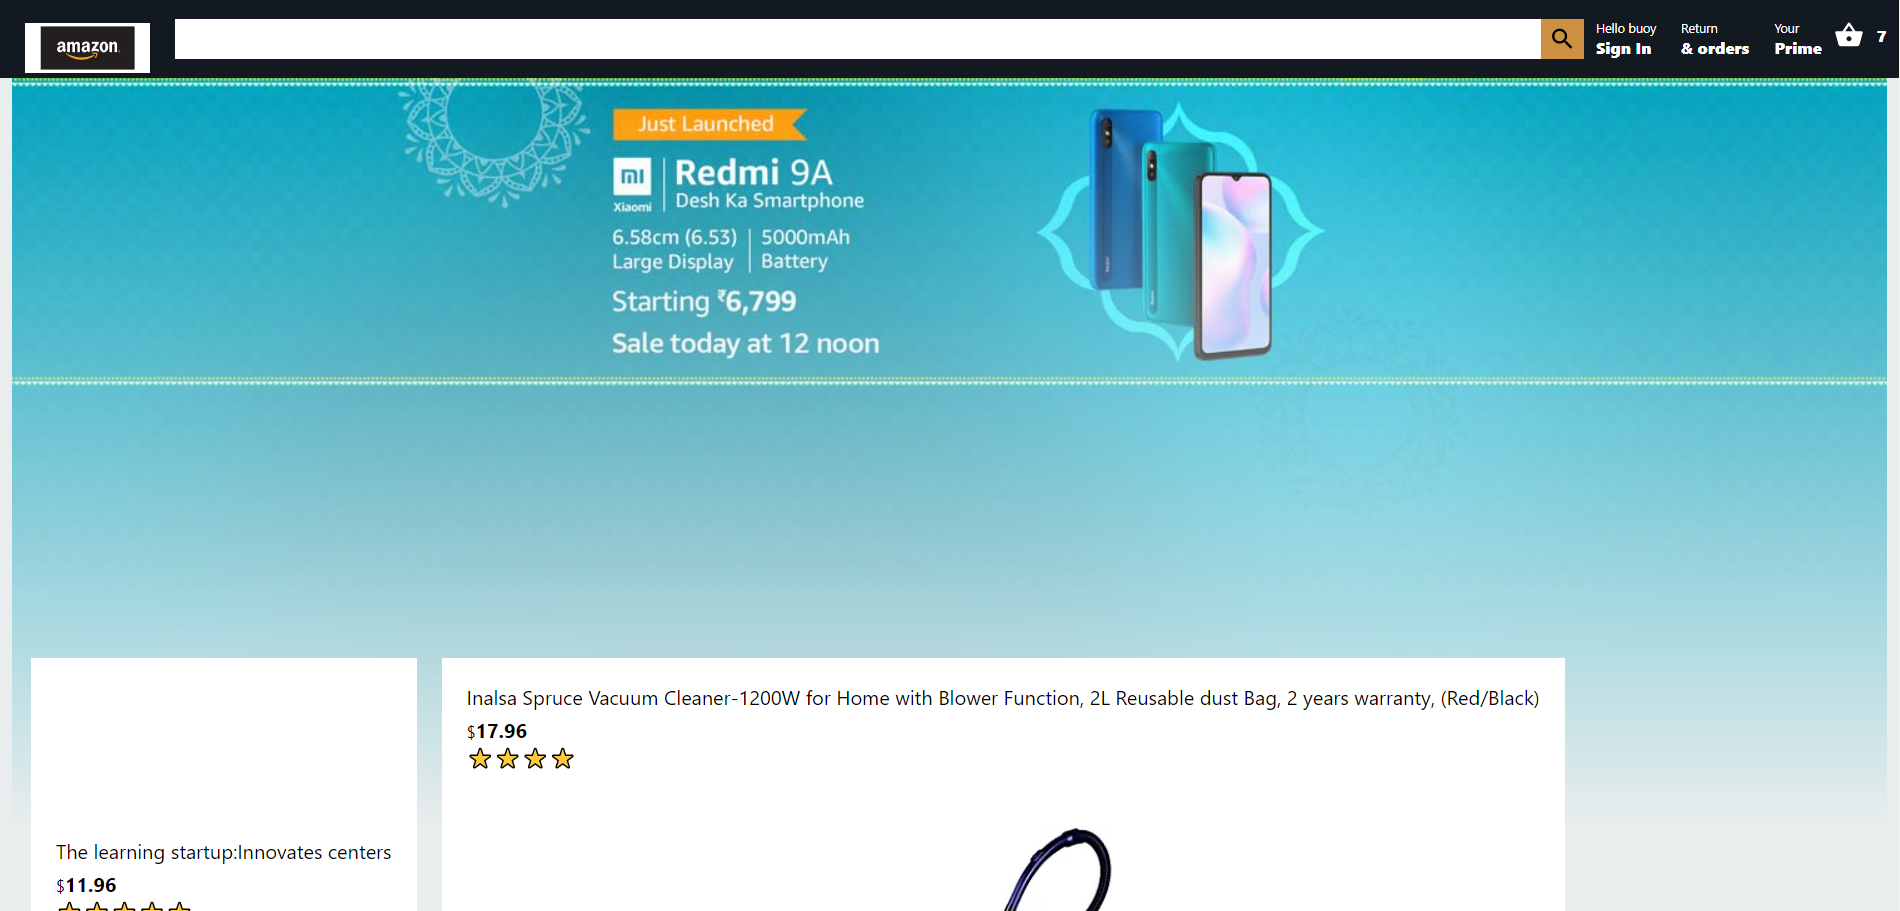 amazon
Hello buoy
Sign In
Return
& orders
Your
Prime
7
Just Launched
mi
Xiaomi
Redmi 9A
Desh Ka Smartphone
6.58cm (6.53)
Large Display
5000mAh
Battery
Starting ₹6,799
Sale today at 12 noon
The learning startup:Innovates centers
$11.96
Inalsa Spruce Vacuum Cleaner-1200W for Home with Blower Function, 2L Reusable dust Bag, 2 years warranty, (Red/Black)
$17.96